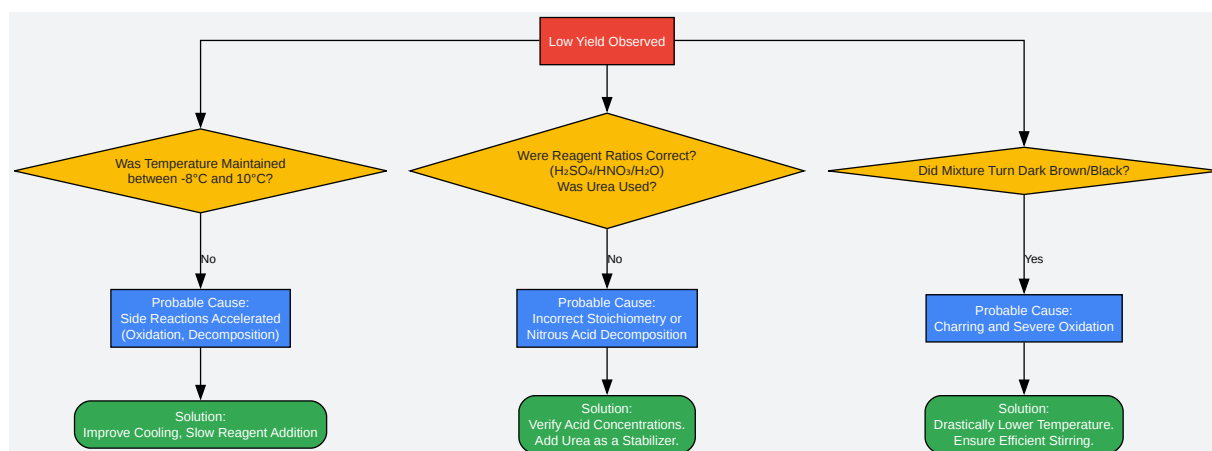 Low Yield Observed
Was Temperature Maintained
between -8°C and 10°C?
Were Reagent Ratios Correct?
(H₂SO₄/HNO₃/H₂O)
Was Urea Used?
Did Mixture Turn Dark Brown/Black?
No
No
Yes
Probable Cause:
Side Reactions Accelerated
(Oxidation, Decomposition)
Probable Cause:
Incorrect Stoichiometry or
Nitrous Acid Decomposition
Probable Cause:
Charring and Severe Oxidation
Solution:
Improve Cooling, Slow Reagent Addition
Solution:
Verify Acid Concentrations.
Add Urea as a Stabilizer.
Solution:
Drastically Lower Temperature.
Ensure Efficient Stirring.